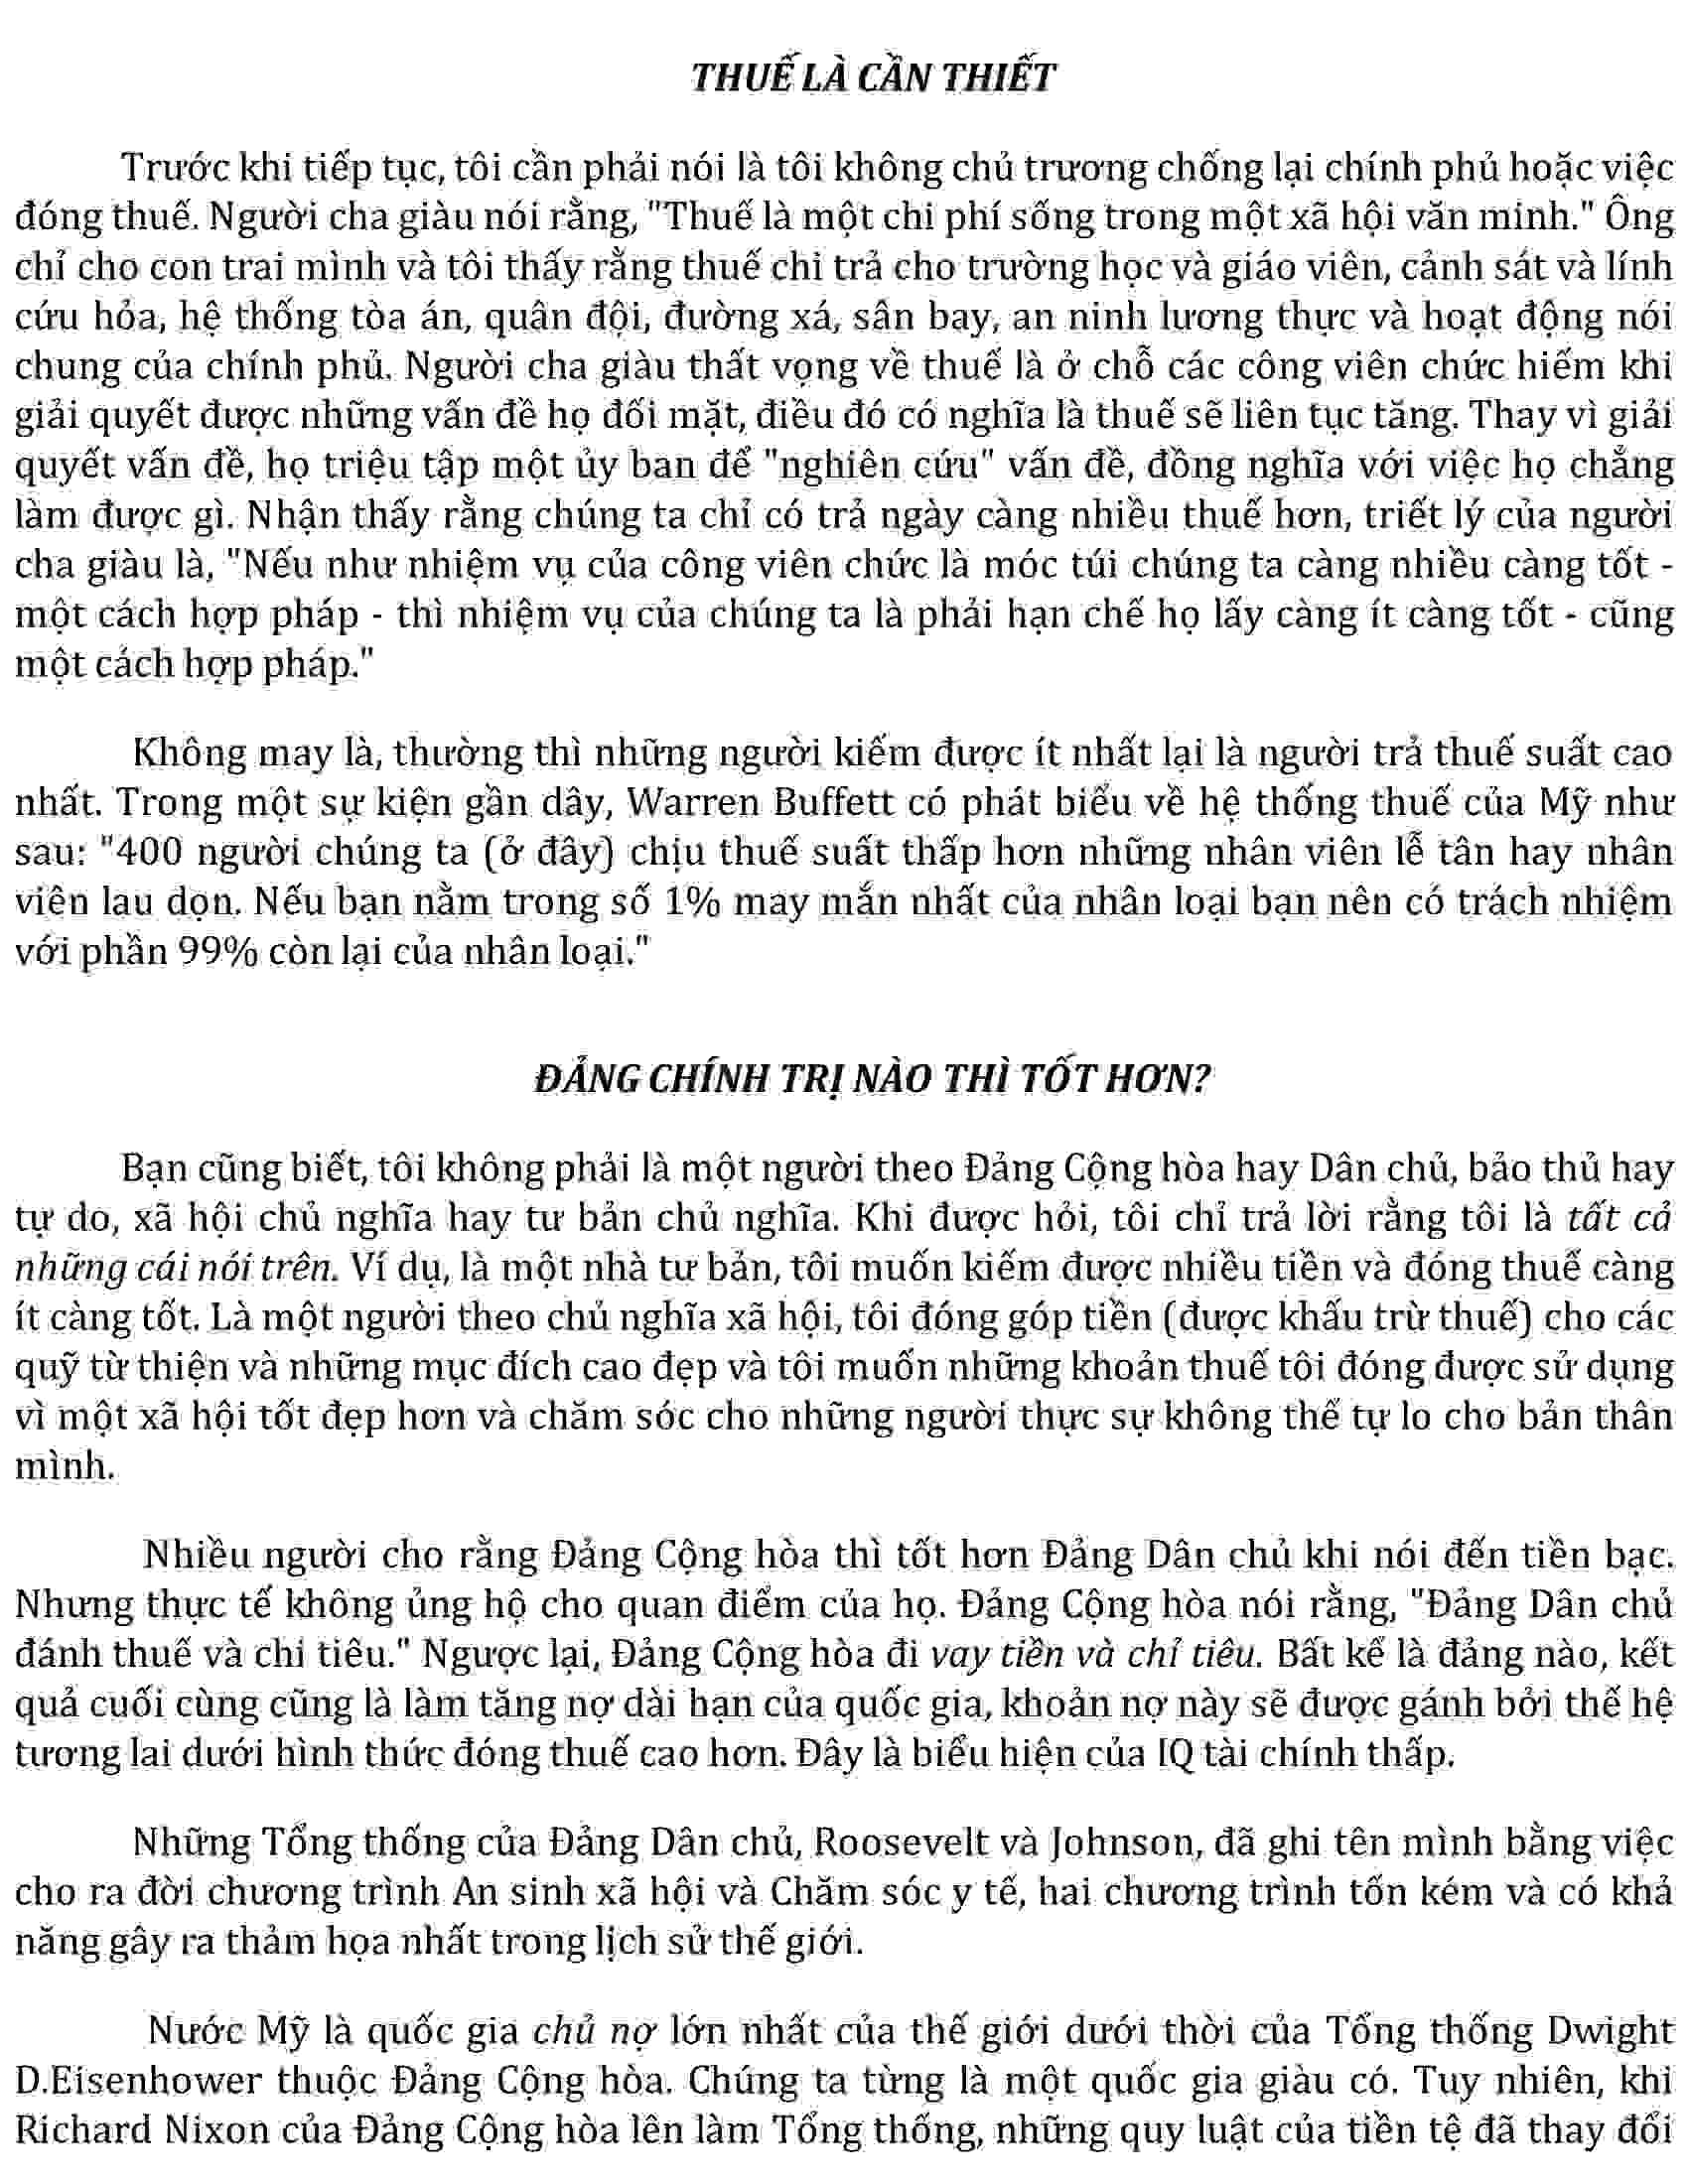 THUẾ LÀ CẦN THIẾT
Trước khi tiếp tục, tôi cần phải nói là tôi không chủ trương chống lại chính phủ hoặc việc
đóng thuế. Người cha giàu nói rằng, "Thuế là một chi phí sống trong một xã hội văn minh." Ông
chỉ cho con trai mình và tôi thấy rằng thuế chi trả cho trường học và giáo viên, cảnh sát và lính
cứu hỏa, hệ thống tòa án, quân đội, đường xá, sân bay, an ninh lương thực và hoạt động nói
chung của chính phủ. Người cha giàu thất vọng về thuế là ở chỗ các công viên chức hiếm khi
giải quyết được những vấn đề họ đối mặt, điều đó có nghĩa là thuế sẽ liên tục tăng. Thay vì giải
quyết vấn đề, họ triệu tập một ủy ban để "nghiên cứu" vấn đề, đồng nghĩa với việc họ chẳng
làm được gì. Nhận thấy rằng chúng ta chỉ có trả ngày càng nhiều thuế hơn, triết lý của người
cha giàu là, "Nếu như nhiệm vụ của công viên chức là móc túi chúng ta càng nhiều càng tốt -
một cách hợp pháp - thì nhiệm vụ của chúng ta là phải hạn chế họ lấy càng ít càng tốt - cũng
một cách hợp pháp."
Không may là, thường thì những người kiếm được ít nhất lại là người trả thuế suất cao
nhất. Trong một sự kiện gần dây, Warren Buffett có phát biểu về hệ thống thuế của Mỹ như
sau: "400 người chúng ta (ở đây) chịu thuế suất thấp hơn những nhân viên lễ tân hay nhân
viên lau dọn. Nếu bạn nằm trong số 1% may mắn nhất của nhân loại bạn nên có trách nhiệm
với phần 99% còn lại của nhân loại."
ĐẢNG CHÍNH TRỊ NÀO THÌ TỐT HƠN?
Bạn cũng biết, tôi không phải là một người theo Đảng Cộng hòa hay Dân chủ, bảo thủ hay
tự do, xã hội chủ nghĩa hay tư bản chủ nghĩa. Khi được hỏi, tôi chỉ trả lời rằng tôi là tất cả
những cái nói trên. Ví dụ, là một nhà tư bản, tôi muốn kiếm được nhiều tiền và đóng thuế càng
ít càng tốt. Là một người theo chủ nghĩa xã hội, tôi đóng góp tiền (được khấu trừ thuế) cho các
quỹ từ thiện và những mục đích cao đẹp và tôi muốn những khoản thuế tôi đóng được sử dụng
vì một xã hội tốt đẹp hơn và chăm sóc cho những người thực sự không thể tự lo cho bản thân
mình.
Nhiều người cho rằng Đảng Cộng hòa thì tốt hơn Đảng Dân chủ khi nói đến tiền bạc.
Nhưng thực tế không ủng hộ cho quan điểm của họ. Đảng Cộng hòa nói rằng, "Đảng Dân chủ
đánh thuế và chi tiêu." Ngược lại, Đảng Cộng hòa đi vay tiền và chỉ tiêu. Bất kể là đảng nào, kết
quả cuối cùng cũng là làm tăng nợ dài hạn của quốc gia, khoản nợ này sẽ được gánh bởi thế hệ
tương lai dưới hình thức đóng thuế cao hơn. Đây là biểu hiện của IQ tài chính thấp.
Những Tổng thống của Đảng Dân chủ, Roosevelt và Johnson, đã ghi tên mình bằng việc
cho ra đời chương trình An sinh xã hội và Chăm sóc y tế, hai chương trình tốn kém và có khả
năng gây ra thảm họa nhất trong lịch sử thế giới.
Nước Mỹ là quốc gia chủ nợ lớn nhất của thế giới dưới thời của Tổng thống Dwight
D.Eisenhower thuộc Đảng Cộng hòa. Chúng ta từng là một quốc gia giàu có. Tuy nhiên, khi
Richard Nixon của Đảng Cộng hòa lên làm Tổng thống, những quy luật của tiền tệ đã thay đổi